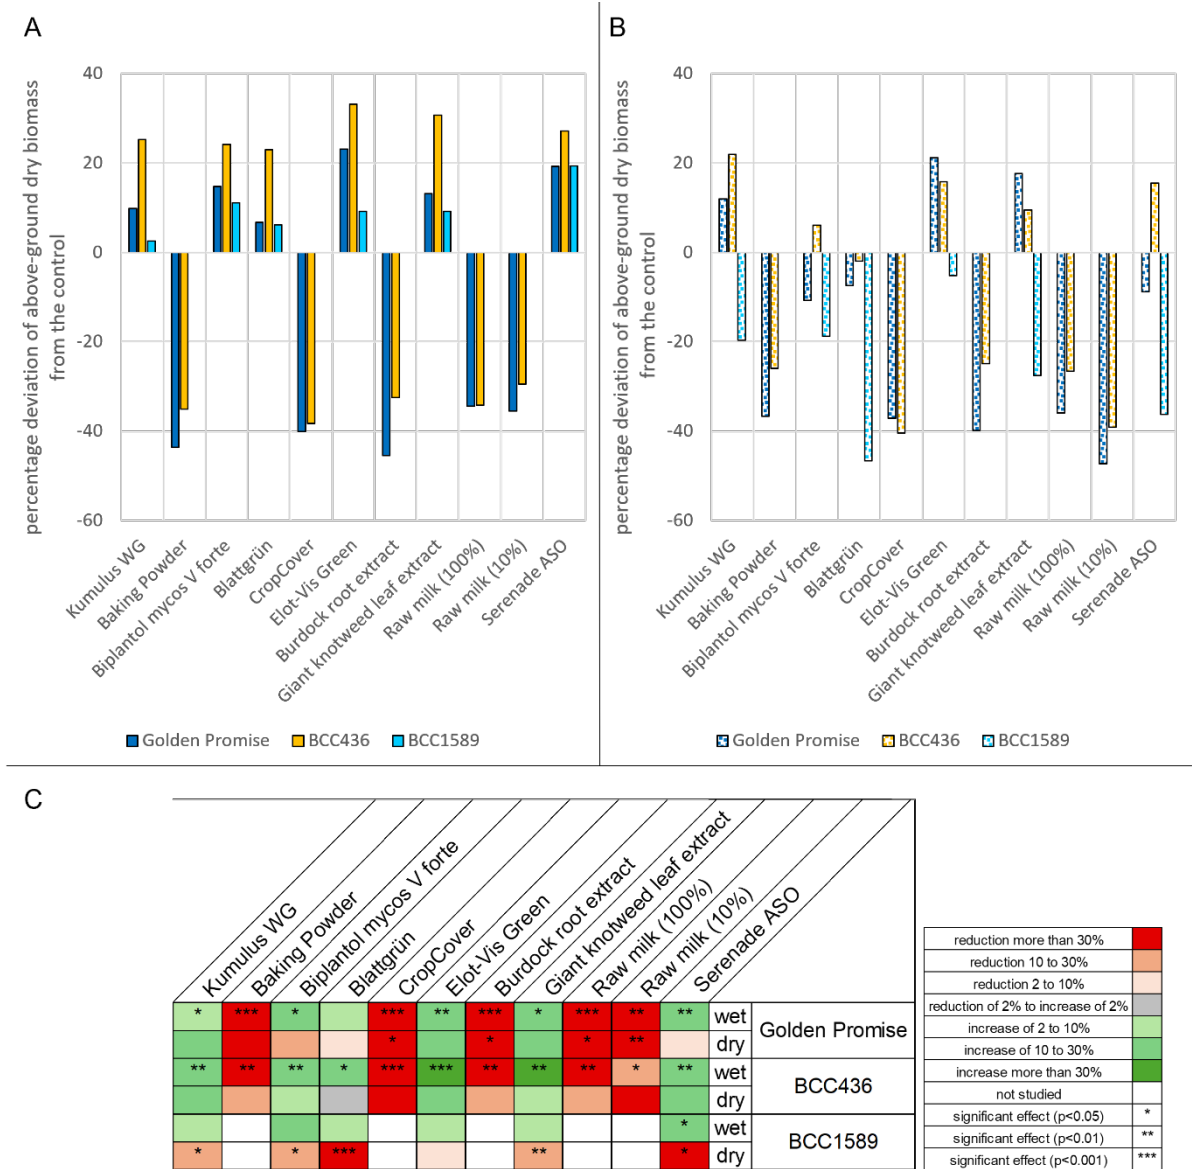 A
percentage deviation of above-ground dry biomass
from the control
40
20
0
-20
-40
-60
Kumulus WG
Baking Powder
Biplantol mycos V forte
Blattgrün
CropCover
Elot-Vis Green
Burdock root extract
Giant knotweed leaf extract
Raw milk (100%)
Raw milk (10%)
Serenade ASO
Golden Promise BCC436 BCC1589
B
percentage deviation of above-ground dry biomass
from the control
40
20
0
-20
-40
-60
Kumulus WG
Baking Powder
Biplantol mycos V forte
Blattgrün
CropCover
Elot-Vis Green
Burdock root extract
Giant knotweed leaf extract
Raw milk (100%)
Raw milk (10%)
Serenade ASO
Golden Promise BCC436 BCC1589
C
Kumulus WG
Baking Powder
Biplantol mycos V forte
Blattgrün
CropCover
Elot-Vis Green
Burdock root extract
Giant knotweed leaf extract
Raw milk (100%)
Raw milk (10%)
Serenade ASO
* *** * *** ** *** * *** ** ** wet
Golden Promise
* * * ** dry
** ** ** * *** *** ** ** ** * ** wet
BCC436
dry
* wet
BCC1589
* * *** ** * dry
reduction more than 30%
reduction 10 to 30%
reduction 2 to 10%
reduction of 2% to increase of 2%
increase of 2 to 10%
increase of 10 to 30%
increase more than 30%
not studied
significant effect (p<0.05) *
significant effect (p<0.01) **
significant effect (p<0.001) ***